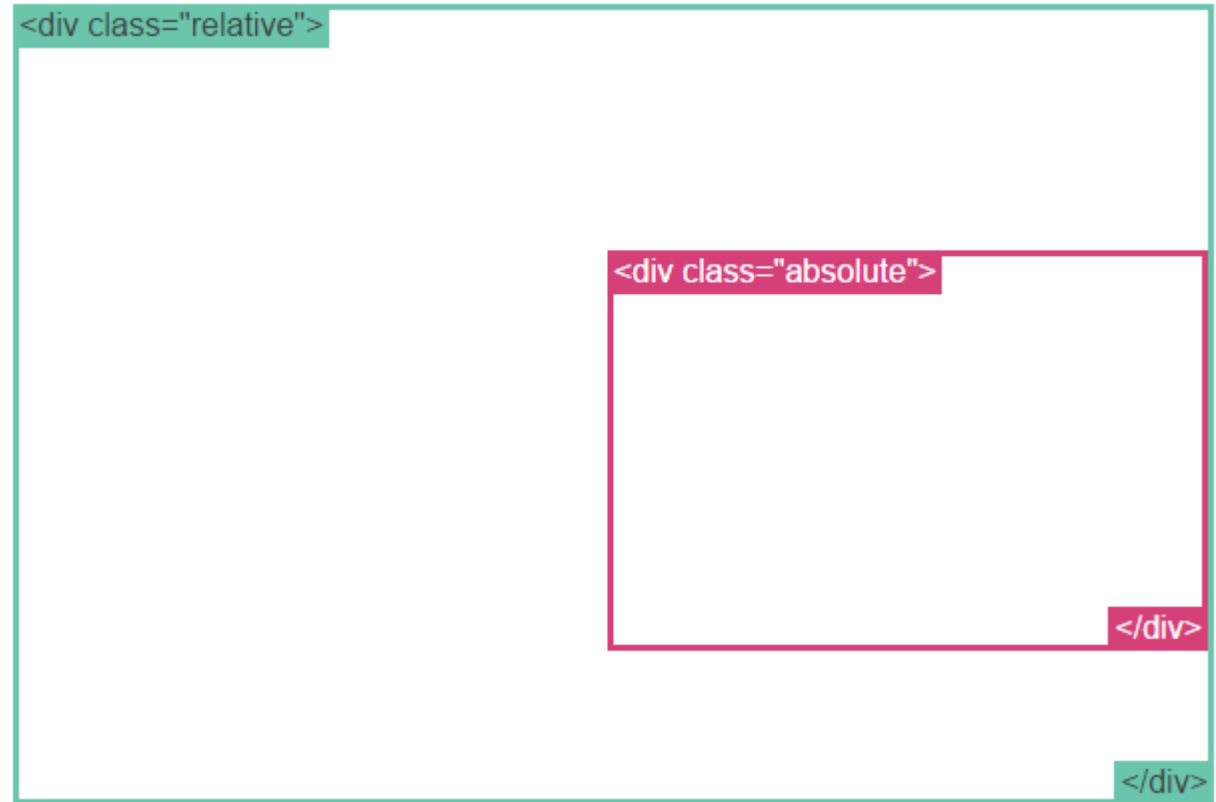 <div class="relative">
<div class="absolute">
</div>
</div>